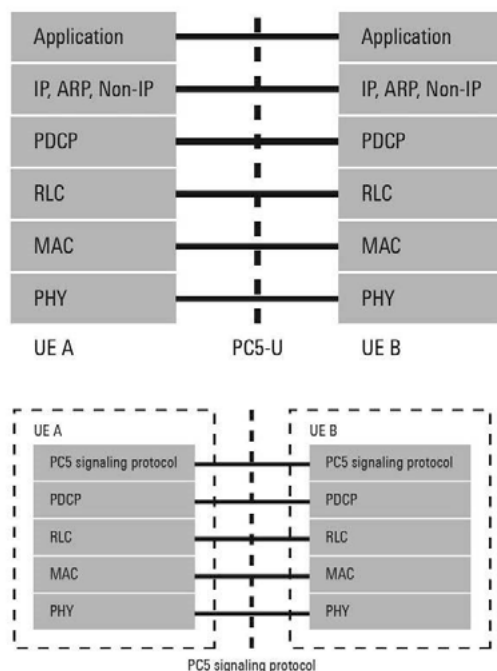 Application Application
IP, ARP, Non-IP IP, ARP, Non-IP
PDCP PDCP
RLC RLC
MAC MAC
PHY PHY
UE A PC5-U UE B
UE A UE B
PC5 signaling protocol PC5 signaling protocol
PDCP PDCP
RLC RLC
MAC MAC
PHY PHY
PC5 signaling protocol